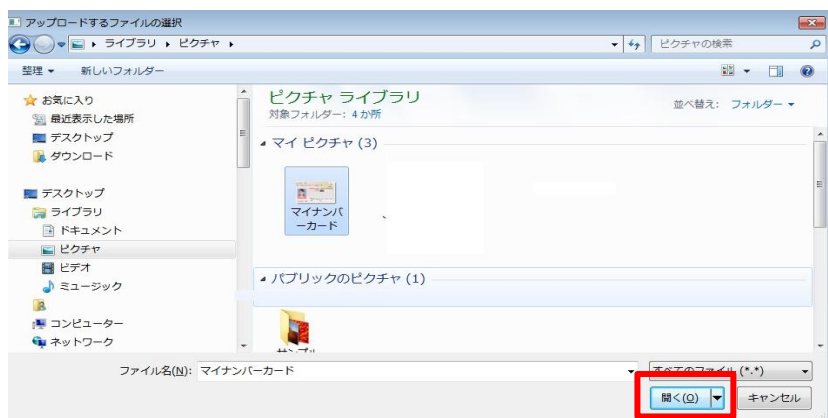 アップロードするファイルの選択
ライブラリ ピクチャ
ピクチャの検索
整理 新しいフォルダー
お気に入り
最近表示した場所
デスクトップ
ダウンロード
デスクトップ
ライブラリ
ドキュメント
ピクチャ
ビデオ
ミュージック
コンピューター
ネットワーク
ピクチャ ライブラリ
対象フォルダー: 4 か所
並べ替え: フォルダー
マイ ピクチャ (3)
マイナンバ
ーカード
パブリックのピクチャ (1)
ファイル名(N): マイナンバーカード
すべてのファイル (*.*)
開く(O)
キャンセル